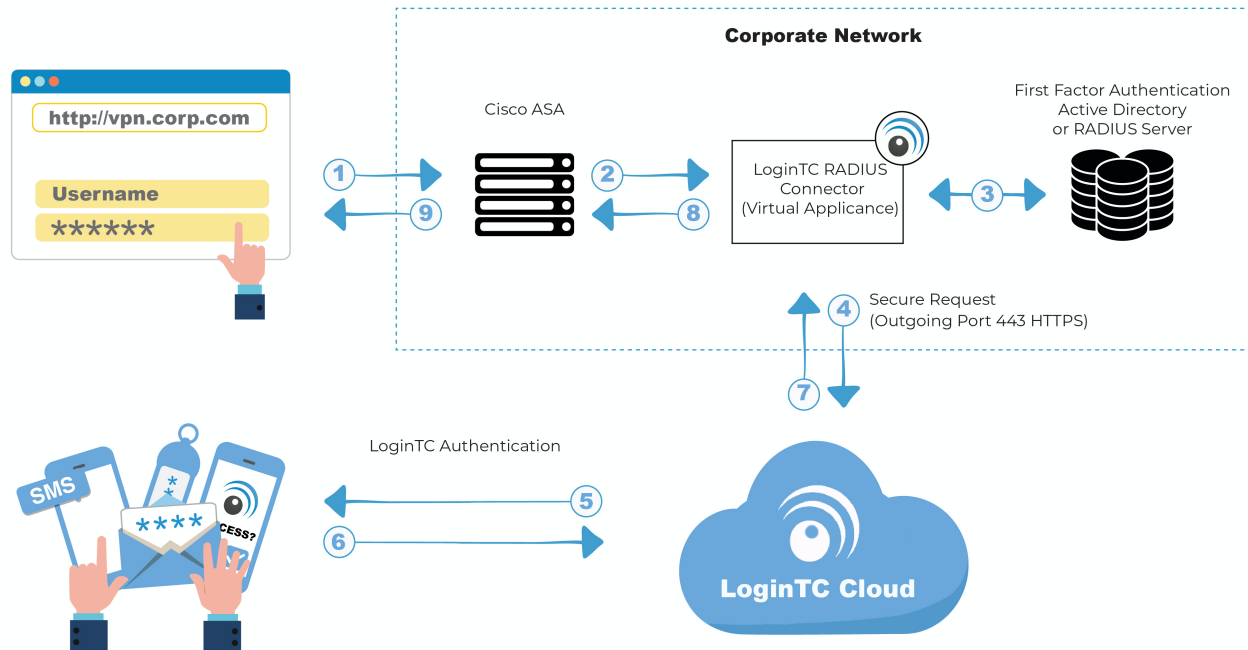 Corporate Network
http://vpn.corp.com
Username
******
1
9
Cisco ASA
2
8
LoginTC RADIUS
Connector
(Virtual Applicance)
3
First Factor Authentication
Active Directory
or RADIUS Server
4
Secure Request
(Outgoing Port 443 HTTPS)
7
LoginTC Authentication
5
6
SMS
**
****
CESS?
LoginTC Cloud